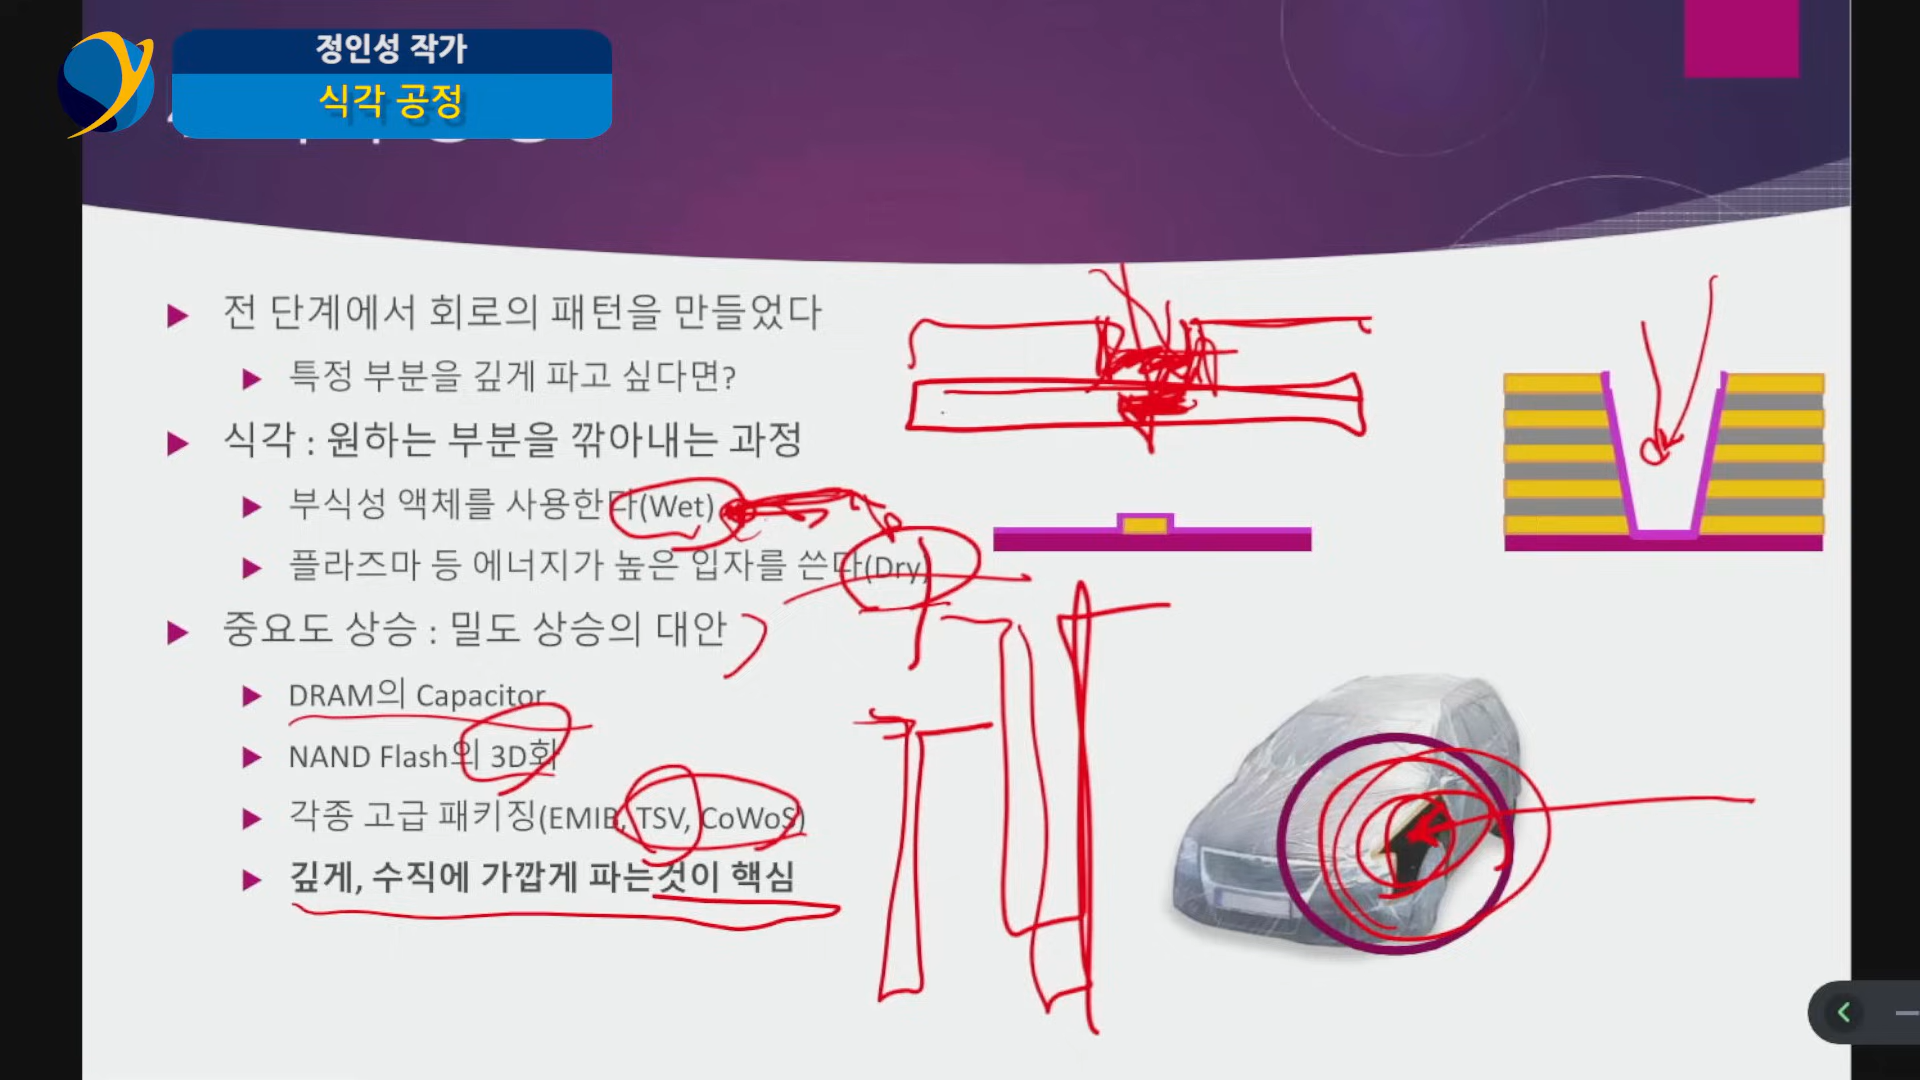 정인성 작가
식각 공정
전 단계에서 회로의 패턴을 만들었다
특정 부분을 깊게 파고 싶다면?
식각 : 원하는 부분을 깎아내는 과정
부식성 액체를 사용한다(Wet)
플라즈마 등 에너지가 높은 입자를 쓴다(Dry)
중요도 상승 : 밀도 상승의 대안
DRAM의 Capacitor
NAND Flash의 3D화
각종 고급 패키징(EMIB, TSV, CoWoS)
깊게, 수직에 가깝게 파는것이 핵심